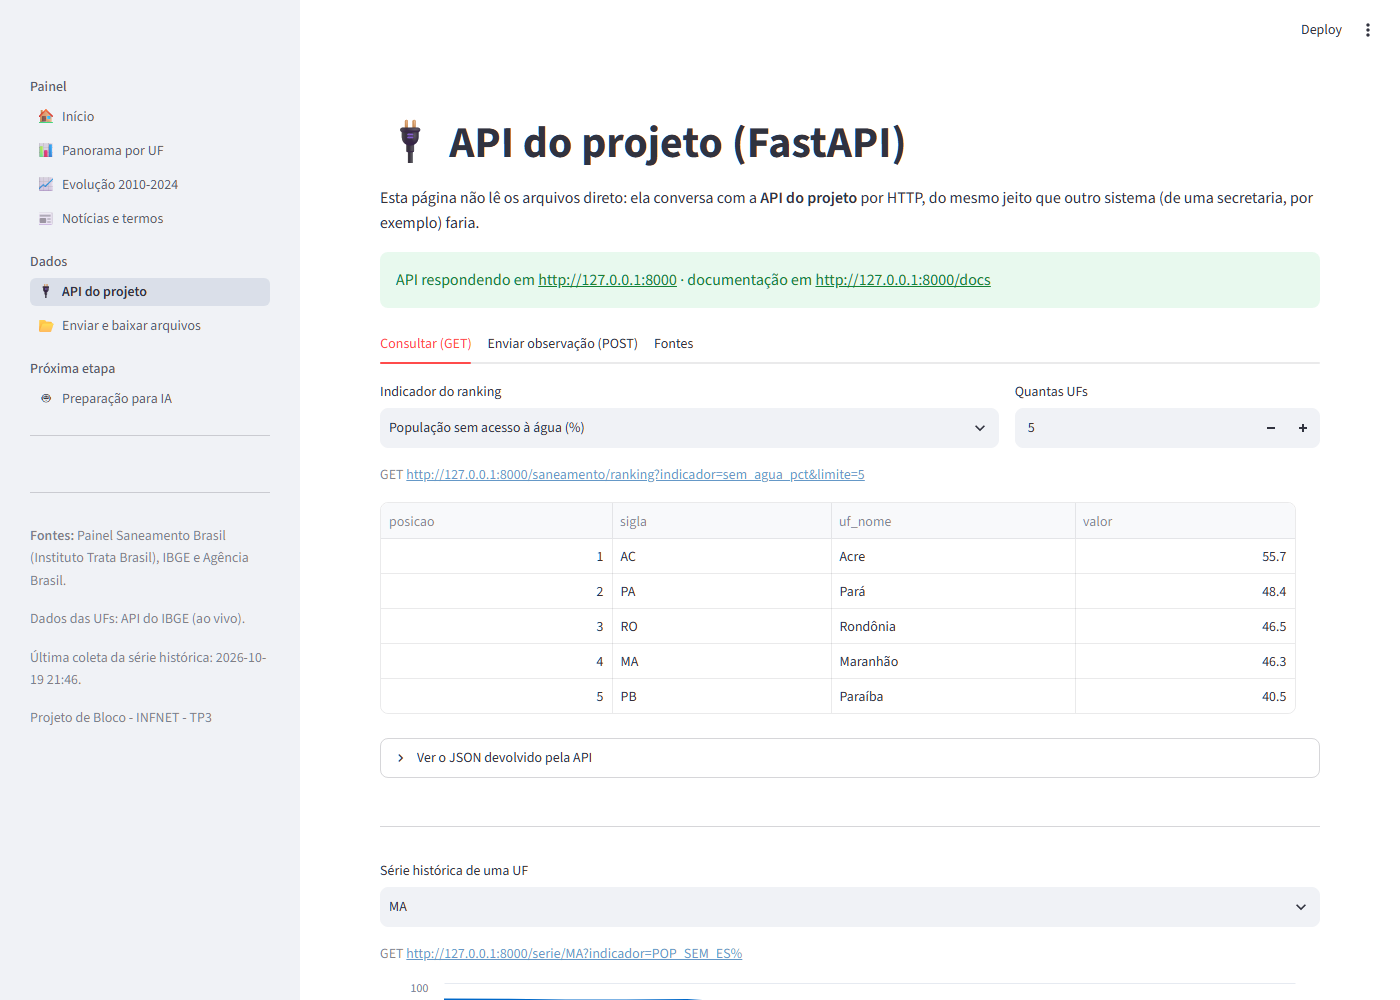 Deploy
Painel
Início
Panorama por UF
Evolução 2010-2024
Notícias e termos
Dados
API do projeto
Enviar e baixar arquivos
Próxima etapa
Preparação para IA
Fontes: Painel Saneamento Brasil
(Instituto Trata Brasil), IBGE e Agência
Brasil.
Dados das UFs: API do IBGE (ao vivo).
Última coleta da série histórica: 2026-10-
19 21:46.
Projeto de Bloco - INFNET - TP3
API do projeto (FastAPI)
Esta página não lê os arquivos direto: ela conversa com a API do projeto por HTTP, do mesmo jeito que outro sistema (de uma secretaria, por
exemplo) faria.
API respondendo em http://127.0.0.1:8000 · documentação em http://127.0.0.1:8000/docs
Consultar (GET) Enviar observação (POST) Fontes
Indicador do ranking Quantas UFs
População sem acesso à água (%) 5
GET http://127.0.0.1:8000/saneamento/ranking?indicador=sem_agua_pct&limite=5
posicao sigla uf_nome valor
1 AC Acre 55.7
2 PA Pará 48.4
3 RO Rondônia 46.5
4 MA Maranhão 46.3
5 PB Paraíba 40.5
Ver o JSON devolvido pela API
Série histórica de uma UF
MA
GET http://127.0.0.1:8000/serie/MA?indicador=POP_SEM_ES%
100